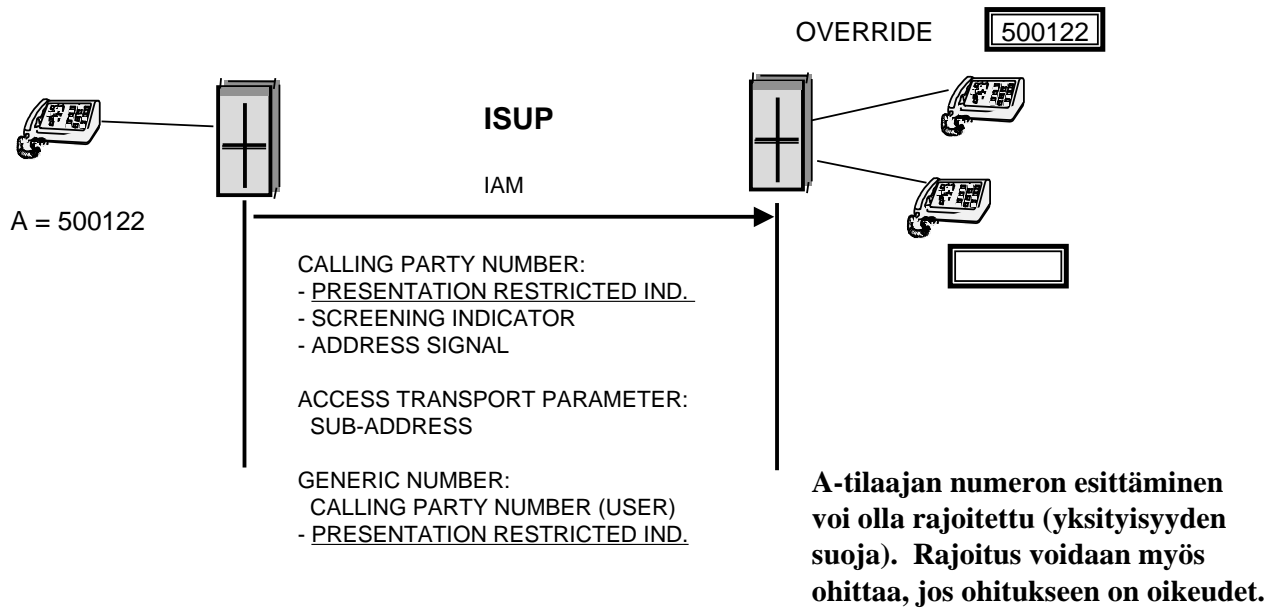 OVERRIDE 500122
ISUP
IAM
A = 500122
CALLING PARTY NUMBER:
- PRESENTATION RESTRICTED IND.
- SCREENING INDICATOR
- ADDRESS SIGNAL
ACCESS TRANSPORT PARAMETER:
SUB-ADDRESS
GENERIC NUMBER:
CALLING PARTY NUMBER (USER)
- PRESENTATION RESTRICTED IND.
A-tilaajan numeron esittäminen
voi olla rajoitettu (yksityisyyden
suoja). Rajoitus voidaan myös
ohittaa, jos ohitukseen on oikeudet.